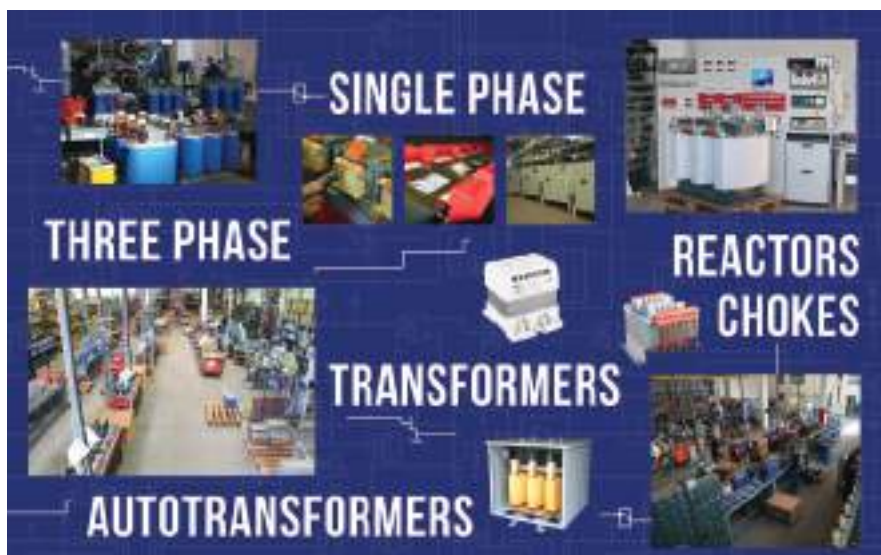 SINGLE PHASE
THREE PHASE
REACTORS
CHOKES
TRANSFORMERS
AUTOTRANSFORMERS